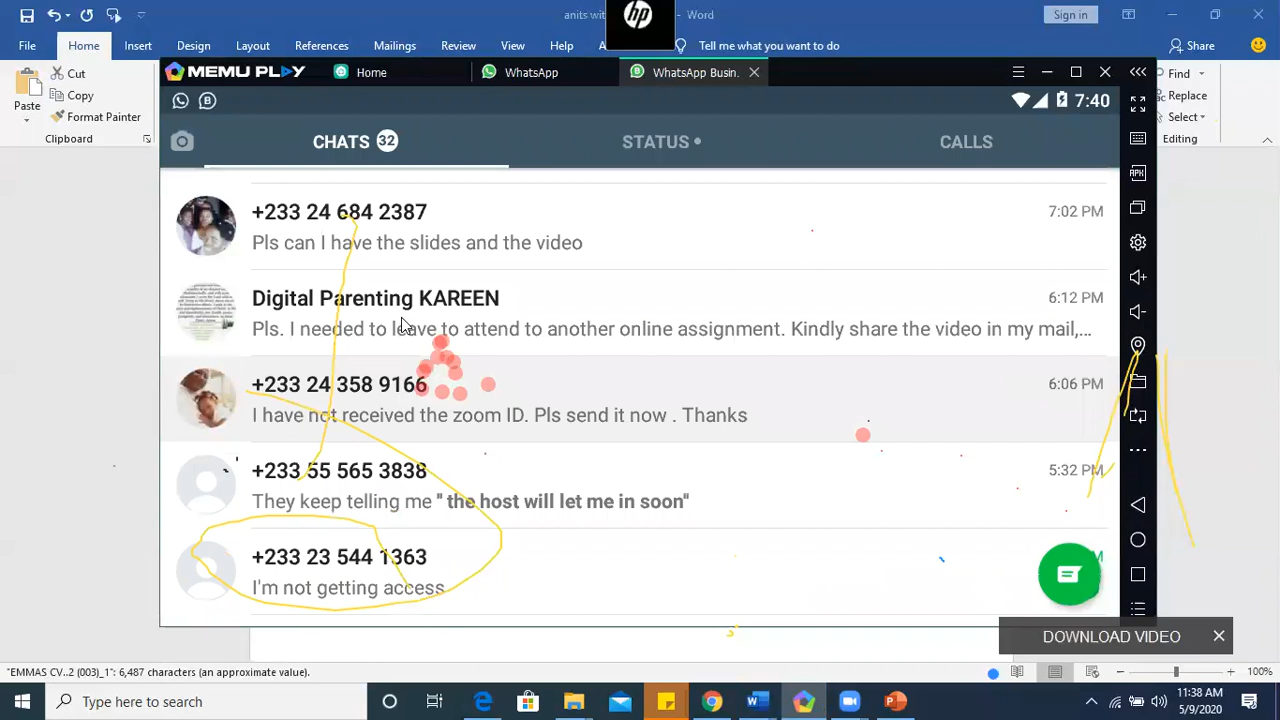 anits wit - Word Sign in
File Home Insert Design Layout References Mailings Review View Help A Tell me what you want to do Share
hp
Cut
Copy
Format Painter
Paste
Clipboard
Find
Replace
Select
Editing
MEMU PLAY Home WhatsApp WhatsApp Busin.
7:40
CHATS 32 STATUS CALLS
+233 24 684 2387 7:02 PM
Pls can I have the slides and the video
Digital Parenting KAREEN 6:12 PM
Pls. I needed to leave to attend to another online assignment. Kindly share the video in my mail,...
+233 24 358 9166 6:06 PM
I have not received the zoom ID. Pls send it now . Thanks
+233 55 565 3838 5:32 PM
They keep telling me " the host will let me in soon"
+233 23 544 1363
I'm not getting access
APK
DOWNLOAD VIDEO
"EMMAS CV..2 (003)_1": 6,487 characters (an approximate value). 100%
Type here to search
11:38 AM
5/9/2020